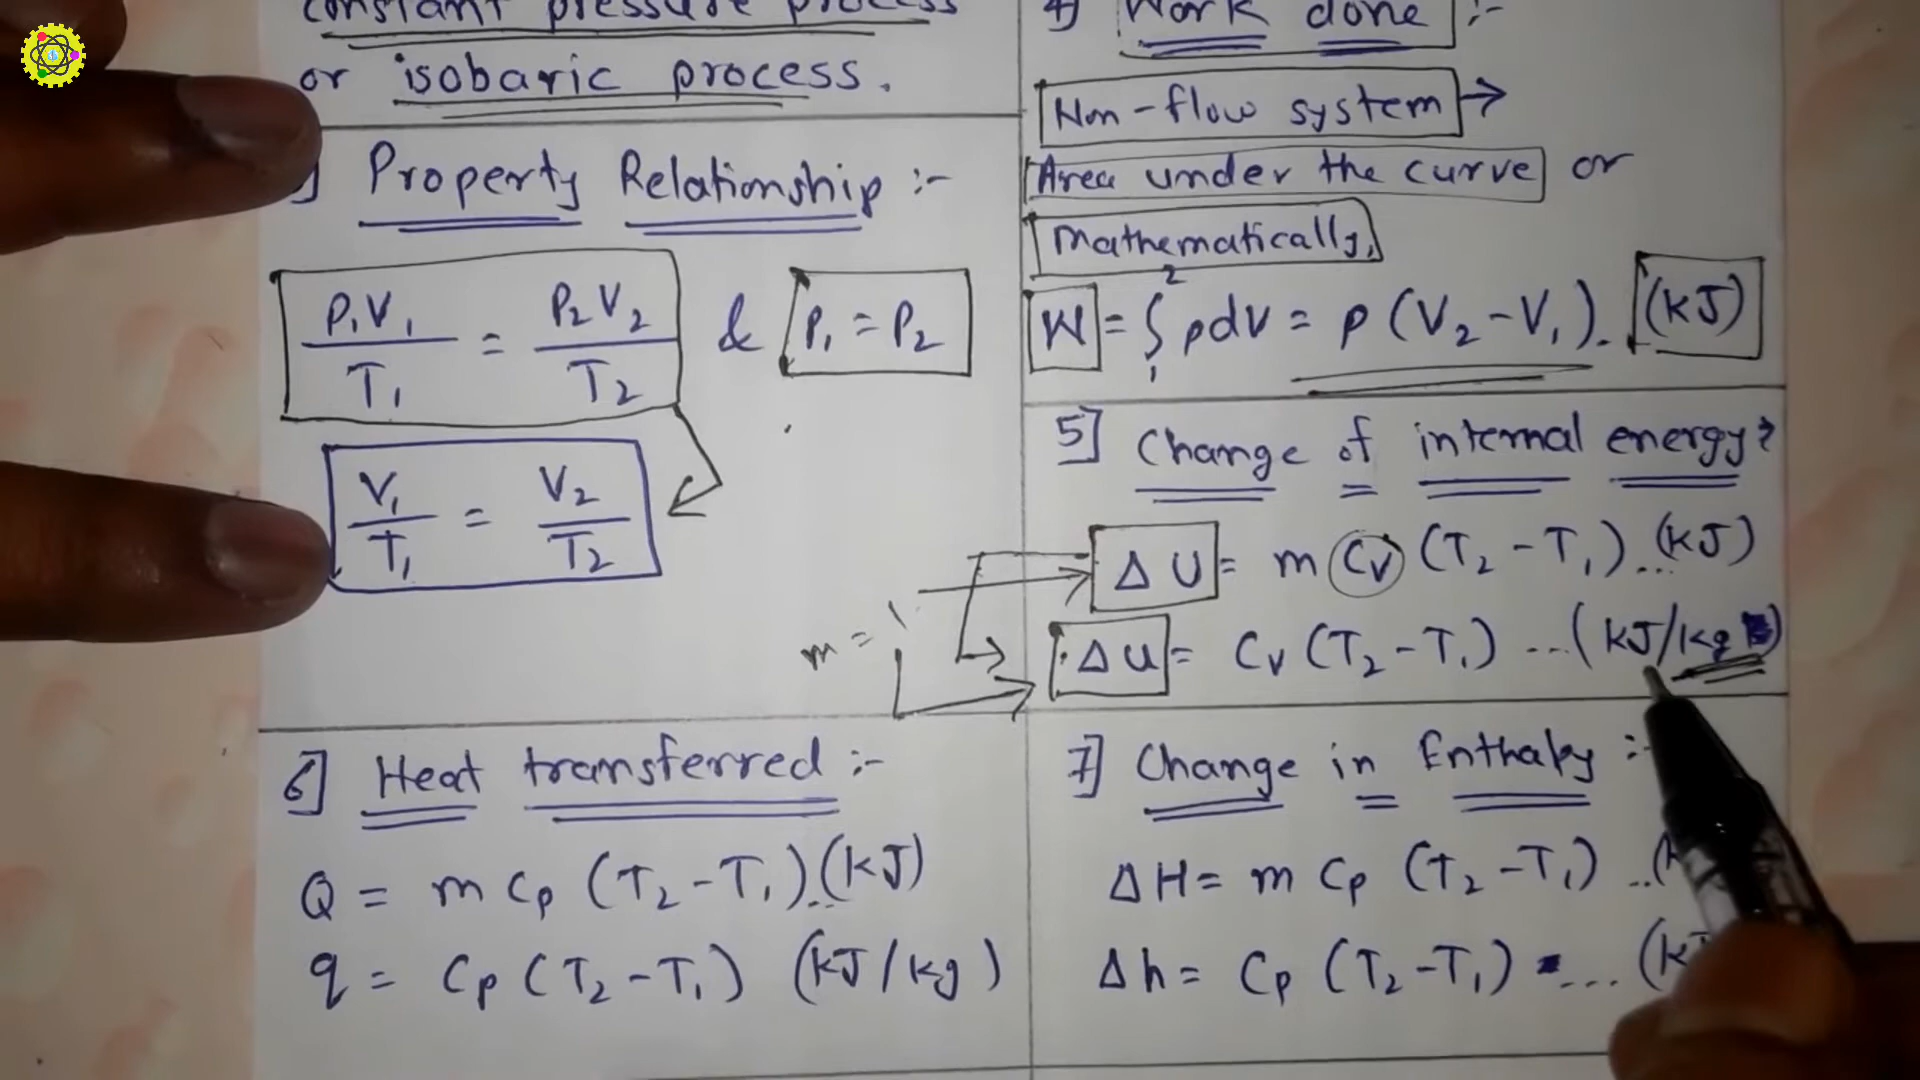 constant pressure process
or isobaric process.
] Property Relationship :-
P₁V₁/T₁ = P₂V₂/T₂ & P₁ = P₂
V₁/T₁ = V₂/T₂
4] Work done :-
Non-flow system →
Area under the curve or
Mathematically,
W = ∫₁² pdV = p (V₂-V₁). (kJ)
5] Change of internal energy:
ΔU = m Cv (T₂-T₁)...(kJ)
m = 1
Δu = Cv (T₂-T₁) ...(kJ/kg)
6] Heat transferred :-
Q = m Cp (T₂-T₁)..(kJ)
q = Cp (T₂-T₁) (kJ/kg)
7] Change in Enthalpy :-
ΔH = m Cp (T₂-T₁) ..(k
Δh = Cp (T₂-T₁) -... (kJ